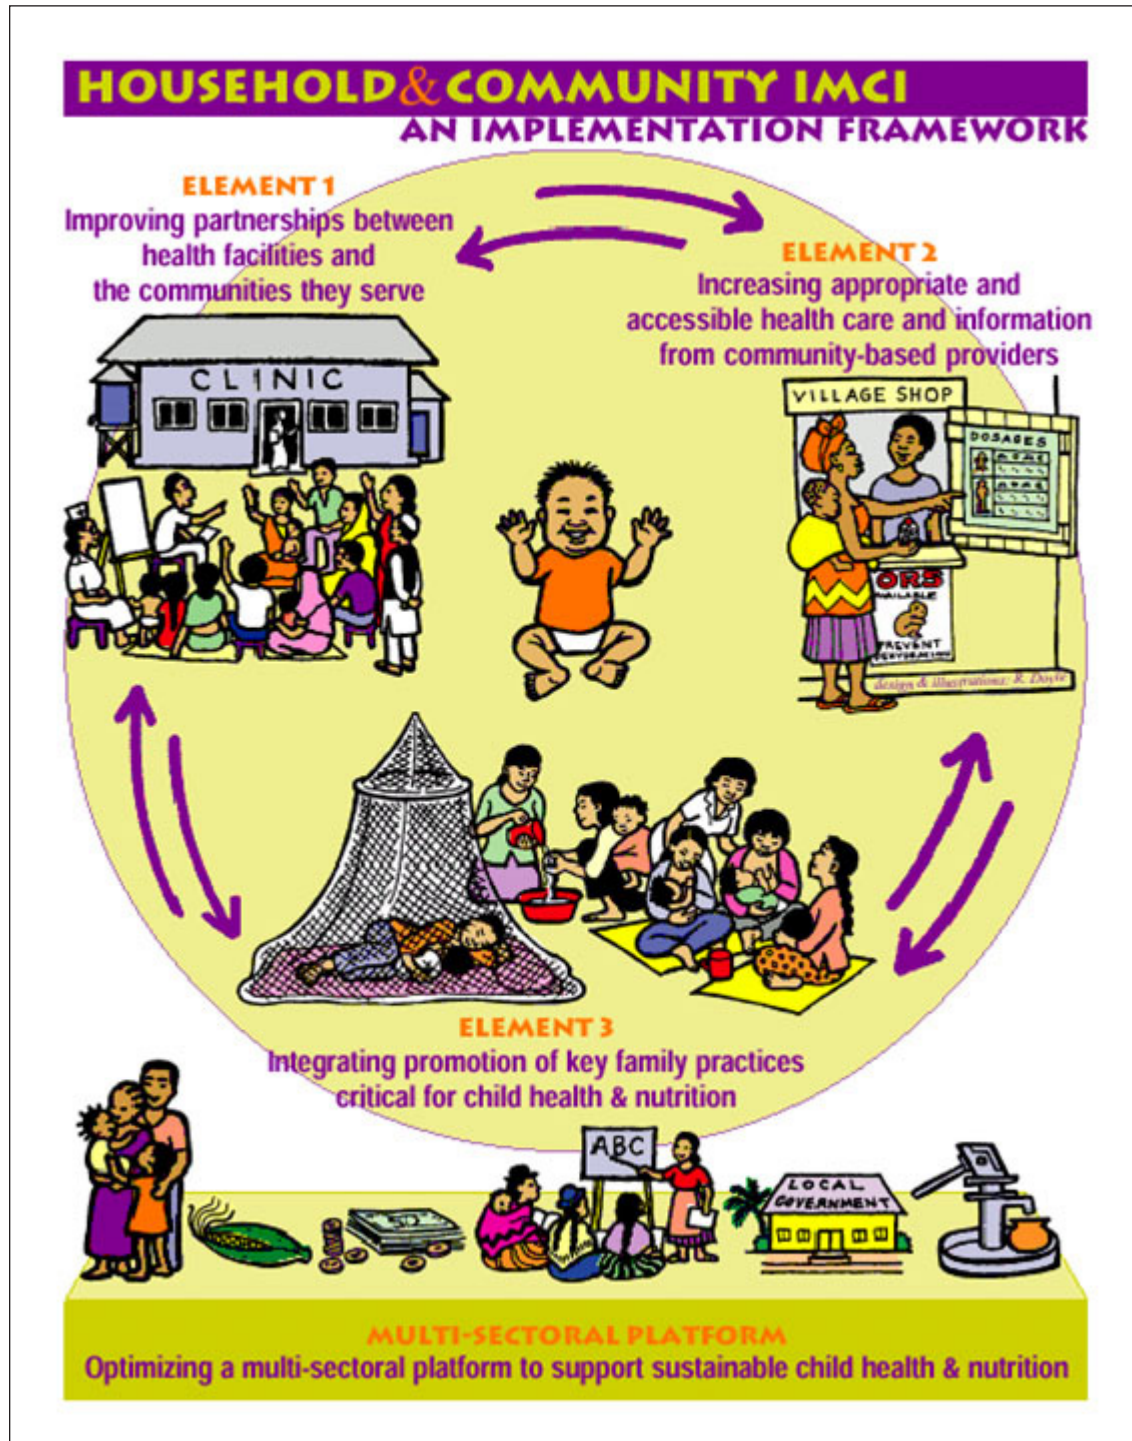 HOUSEHOLD & COMMUNITY IMCI
AN IMPLEMENTATION FRAMEWORK
ELEMENT 1
Improving partnerships between
health facilities and
the communities they serve
ELEMENT 2
Increasing appropriate and
accessible health care and information
from community-based providers
CLINIC
VILLAGE SHOP
DOSAGES
ORS
AVAILABLE
PREVENT
design & illustrations: R. Doyle
ELEMENT 3
Integrating promotion of key family practices
critical for child health & nutrition
ABC
LOCAL
GOVERNMENT
MULTI-SECTORAL PLATFORM
Optimizing a multi-sectoral platform to support sustainable child health & nutrition